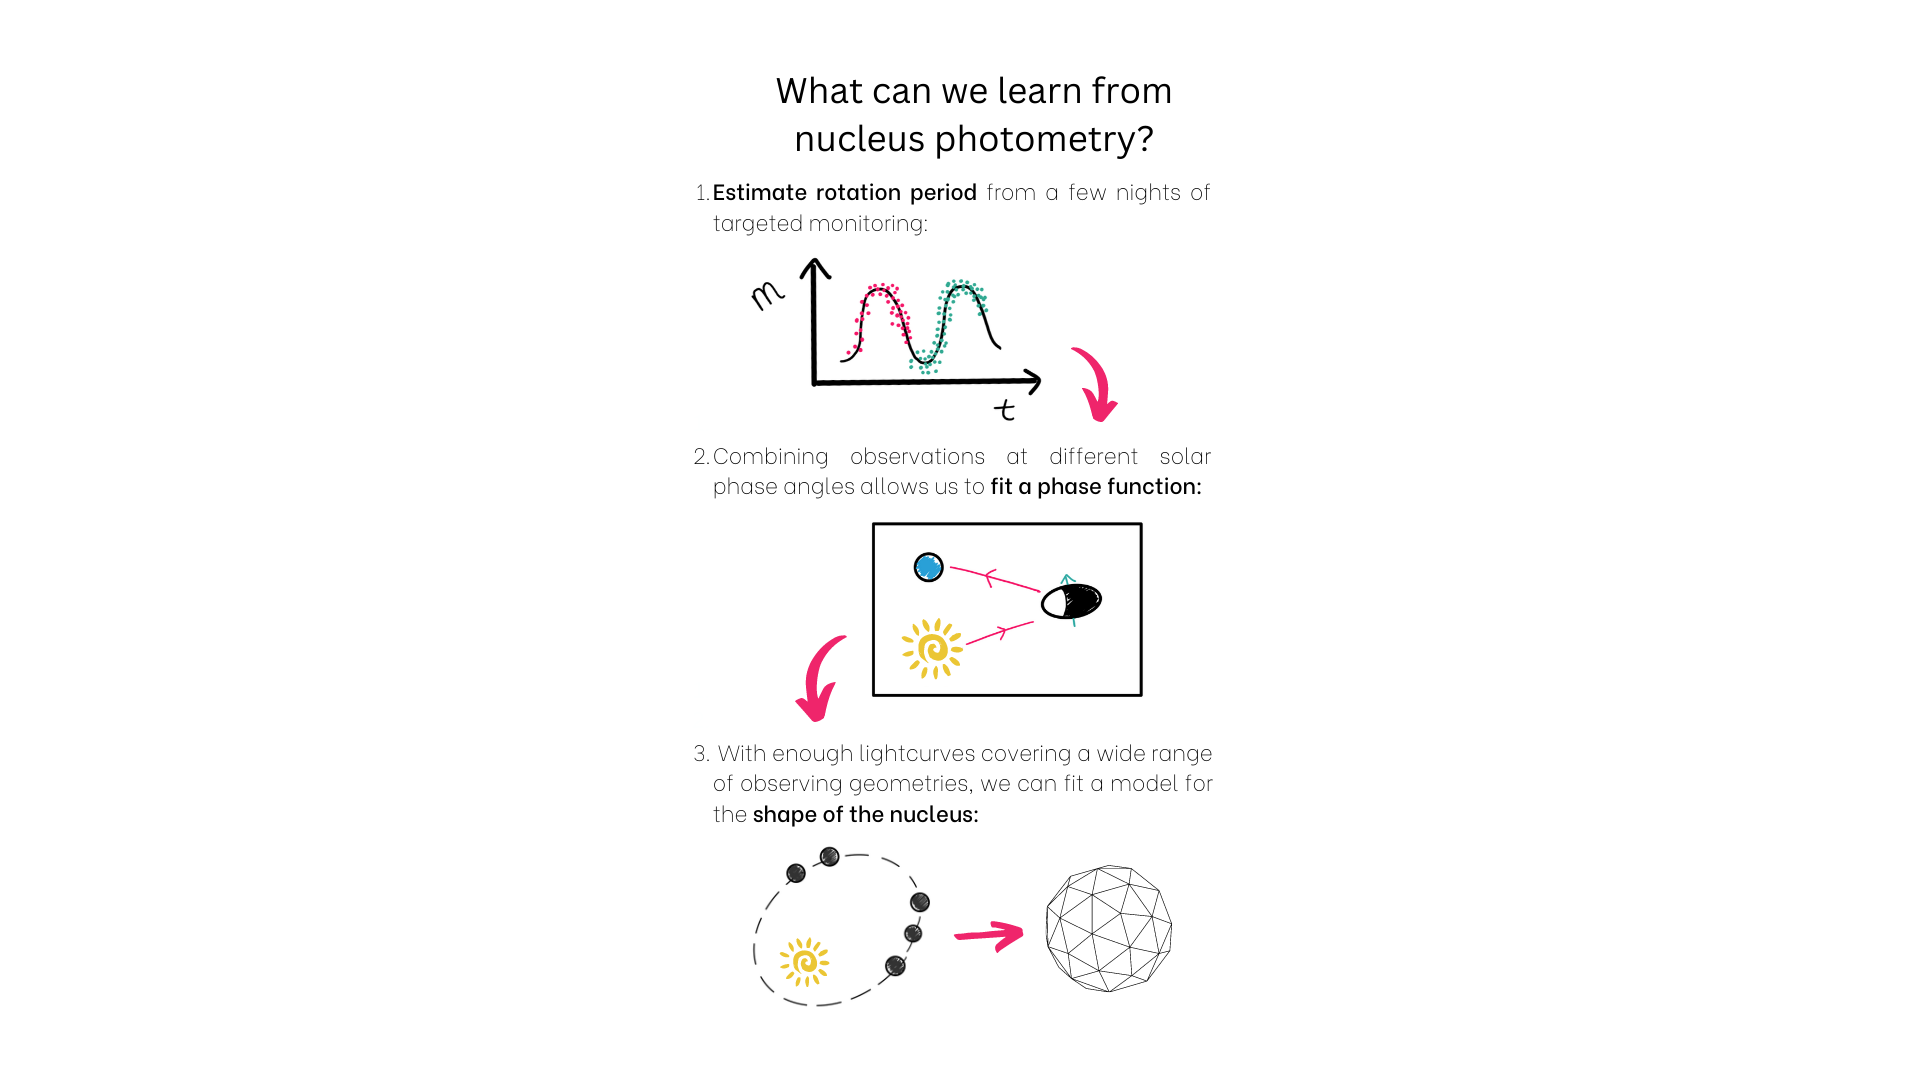 What can we learn from
nucleus photometry?
1. Estimate rotation period from a few nights of
targeted monitoring:
m
t
2. Combining observations at different solar
phase angles allows us to fit a phase function:
3. With enough lightcurves covering a wide range
of observing geometries, we can fit a model for
the shape of the nucleus: